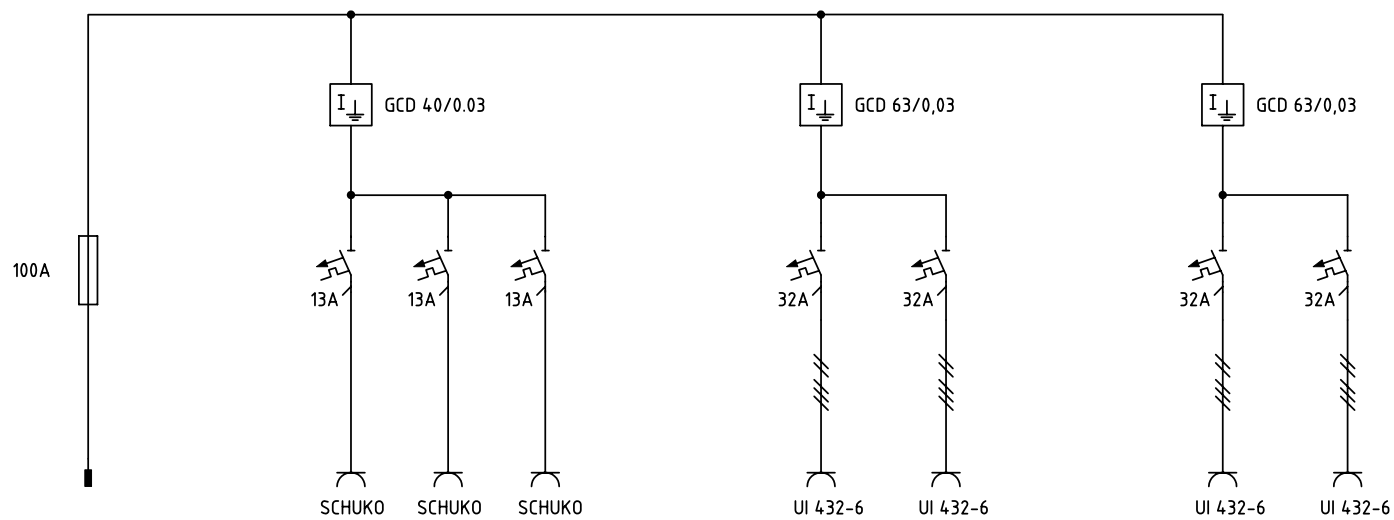 I
GCD 40/0.03
I
GCD 63/0,03
I
GCD 63/0,03
100A
13A
13A
13A
32A
32A
32A
32A
SCHUKO
SCHUKO
SCHUKO
UI 432-6
UI 432-6
UI 432-6
UI 432-6